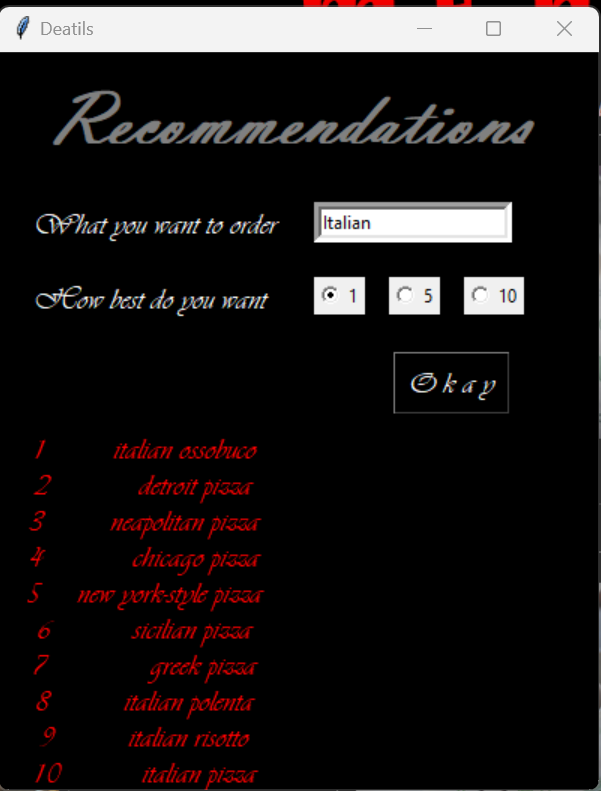 Deatils
Recommendations
What you want to order Italian
How best do you want 1 5 10
Okay
1 italian ossobuco
2 detroit pizza
3 neapolitan pizza
4 chicago pizza
5 new york-style pizza
6 sicilian pizza
7 greek pizza
8 italian polenta
9 italian risotto
10 italian pizza